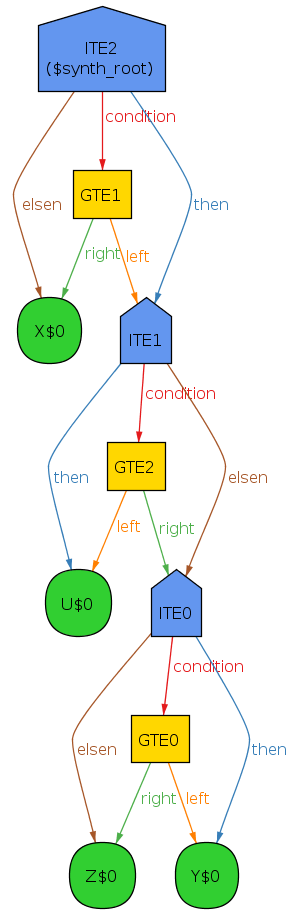 ITE2
($synth_root)
condition
GTE1
elsen
then
right
left
X$0
ITE1
condition
GTE2
then
elsen
left
right
U$0
ITE0
condition
GTE0
elsen
then
right
left
Z$0
Y$0